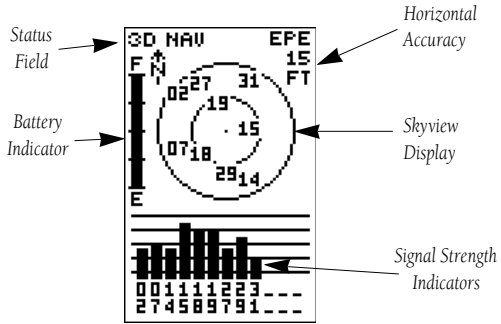 Status Field
Horizontal Accuracy
Battery Indicator
Skyview Display
Signal Strength Indicators
3D NAV
EPE
15
FT
F
N
E
02
27
31
19
15
07
18
29
14
0 0 1 1 1 1 2 2 3 _ _ _
2 7 4 5 8 9 7 9 1 _ _ _